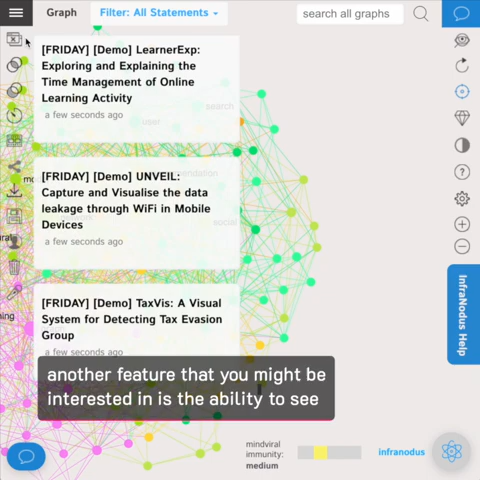 Graph
Filter: All Statements
search all graphs
[FRIDAY] [Demo] LearnerExp:
Exploring and Explaining the
Time Management of Online
Learning Activity
a few seconds ago
search
user
[FRIDAY] [Demo] UNVEIL:
Capture and Visualise the data
leakage through WiFi in Mobile
Devices
a few seconds ago
social
[FRIDAY] [Demo] TaxVis: A Visual
System for Detecting Tax Evasion
Group
a few seconds ago
another feature that you might be
interested in is the ability to see
InfraNodus Help
mindviral
immunity:
medium
infranodus